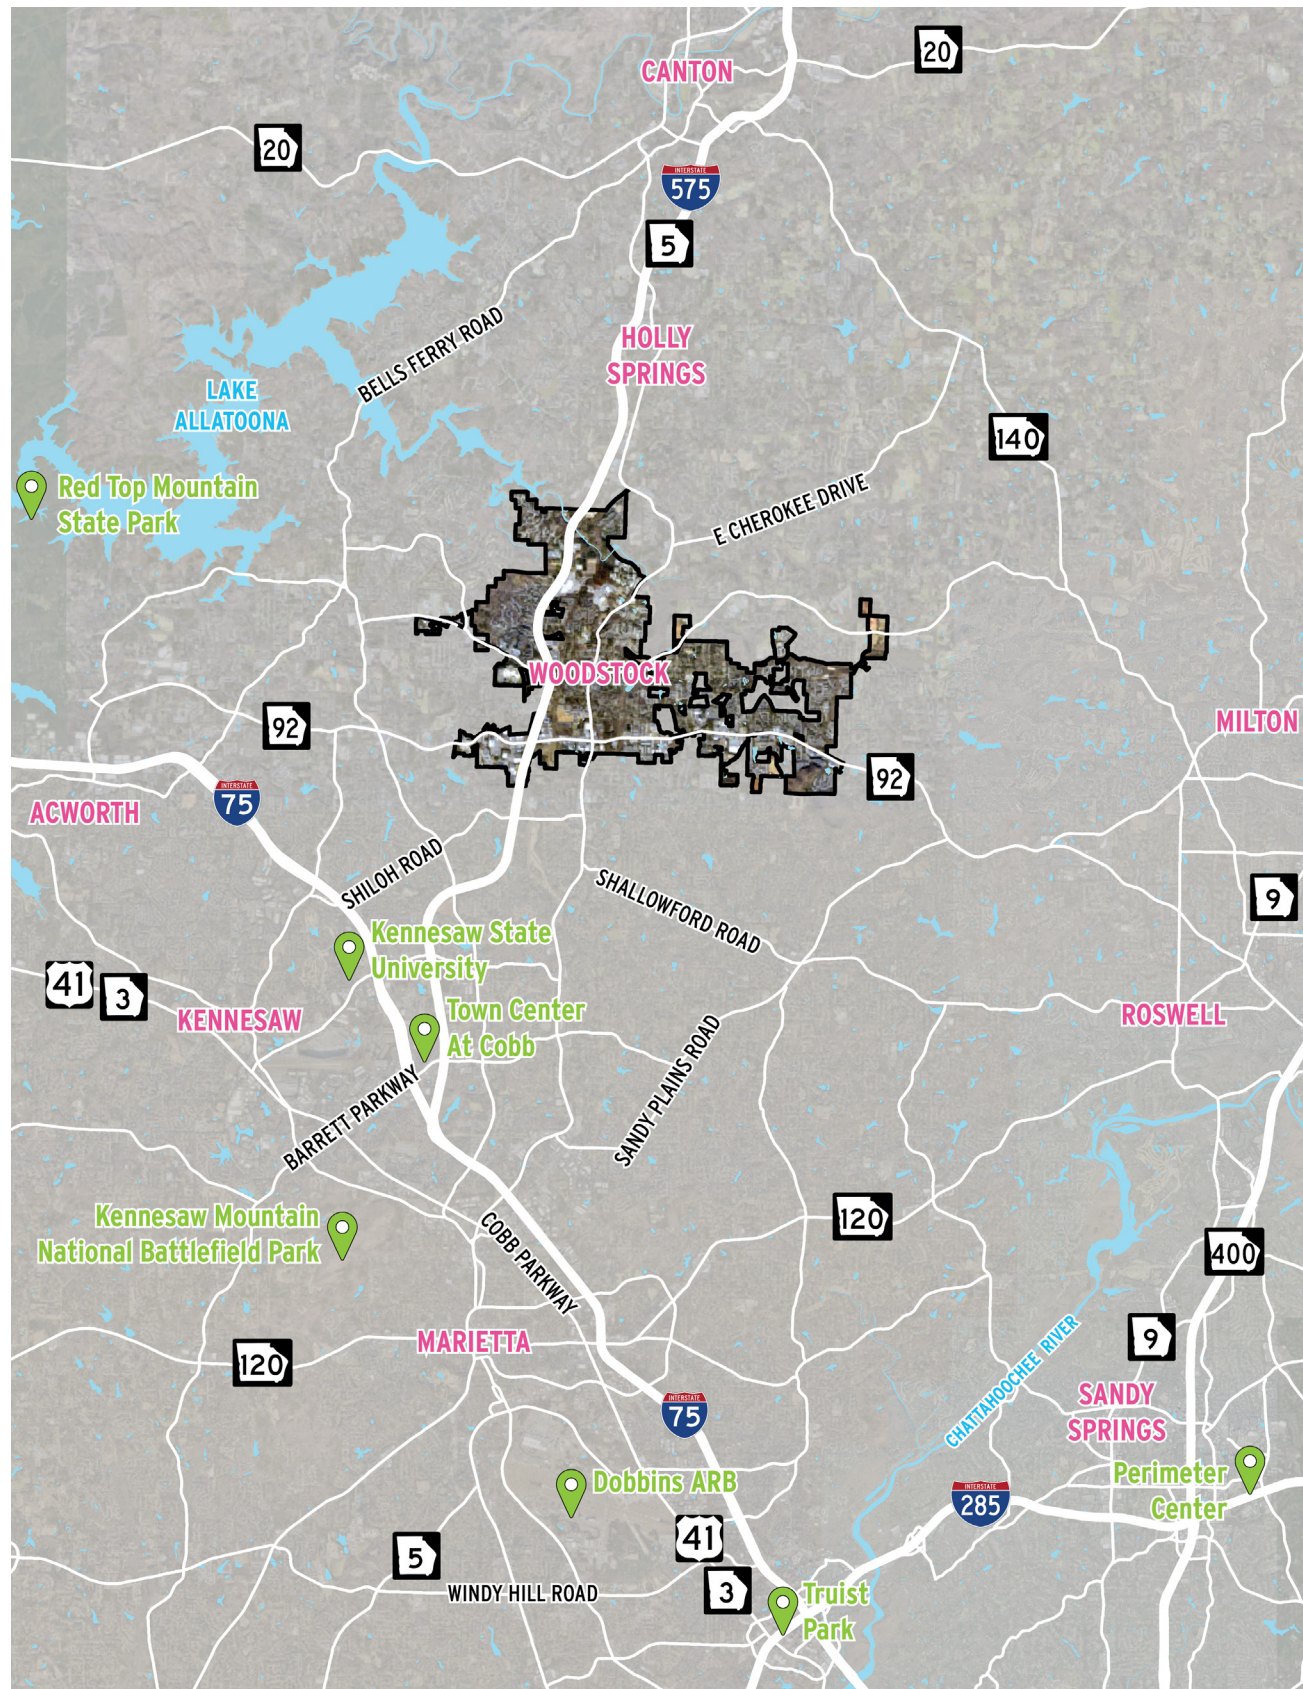 20
CANTON
20
INTERSTATE
575
5
HOLLY
SPRINGS
BELLS FERRY ROAD
LAKE
ALLATOONA
140
Red Top Mountain
State Park
E CHEROKEE DRIVE
WOODSTOCK
92
MILTON
92
INTERSTATE
75
ACWORTH
SHILOH ROAD
SHALLOWFORD ROAD
9
Kennesaw State
University
41
3
KENNESAW
Town Center
At Cobb
ROSWELL
SANDY PLAINS ROAD
BARRETT PARKWAY
Kennesaw Mountain
National Battlefield Park
COBB PARKWAY
120
400
120
MARIETTA
CHATTAHOOCHEE RIVER
9
SANDY
SPRINGS
INTERSTATE
75
Perimeter
Center
Dobbins ARB
INTERSTATE
285
41
5
3
WINDY HILL ROAD
Truist
Park